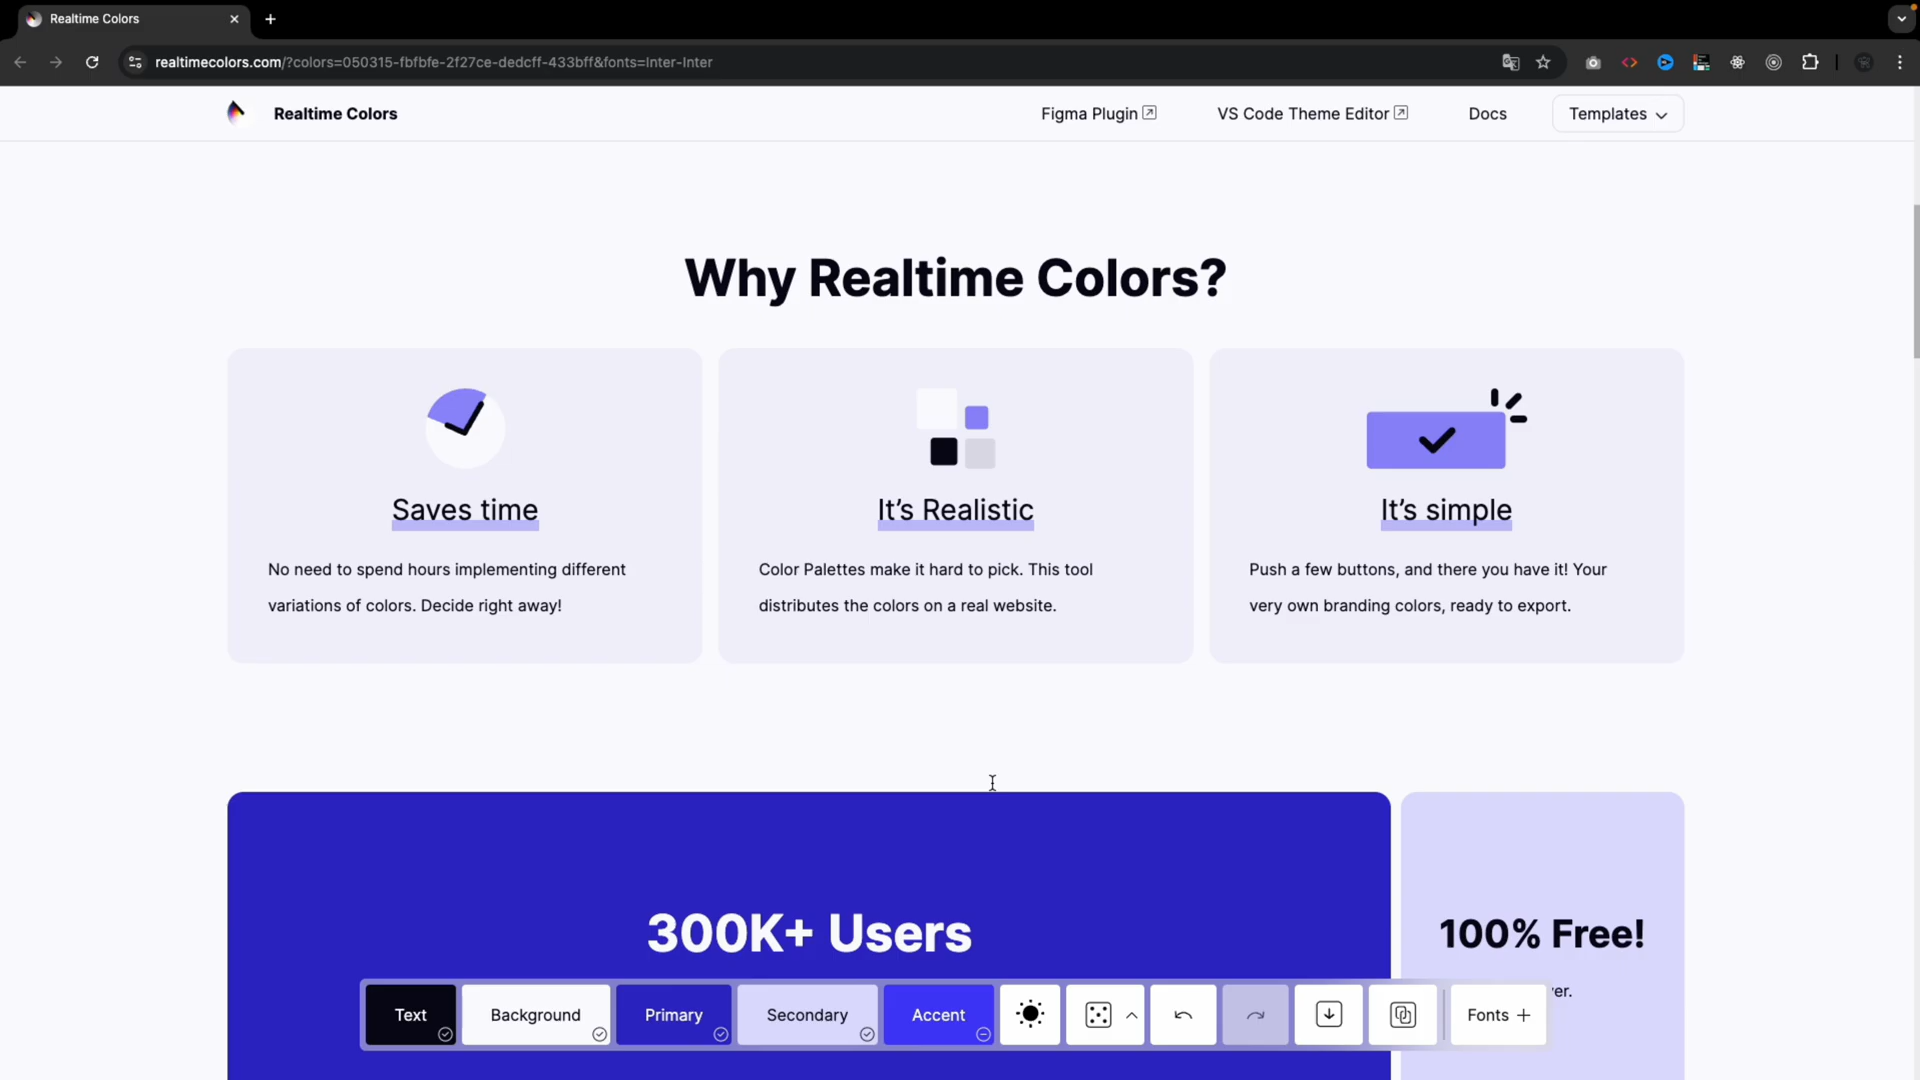 Realtime Colors
realtimecolors.com/?colors=050315-fbfbfe-2f27ce-dedcff-433bff&fonts=Inter-Inter
Realtime Colors
Figma Plugin
VS Code Theme Editor
Docs
Templates
Why Realtime Colors?
Saves time
No need to spend hours implementing different
variations of colors. Decide right away!
It’s Realistic
Color Palettes make it hard to pick. This tool
distributes the colors on a real website.
It’s simple
Push a few buttons, and there you have it! Your
very own branding colors, ready to export.
300K+ Users
100% Free!
er.
Text
Background
Primary
Secondary
Accent
Fonts